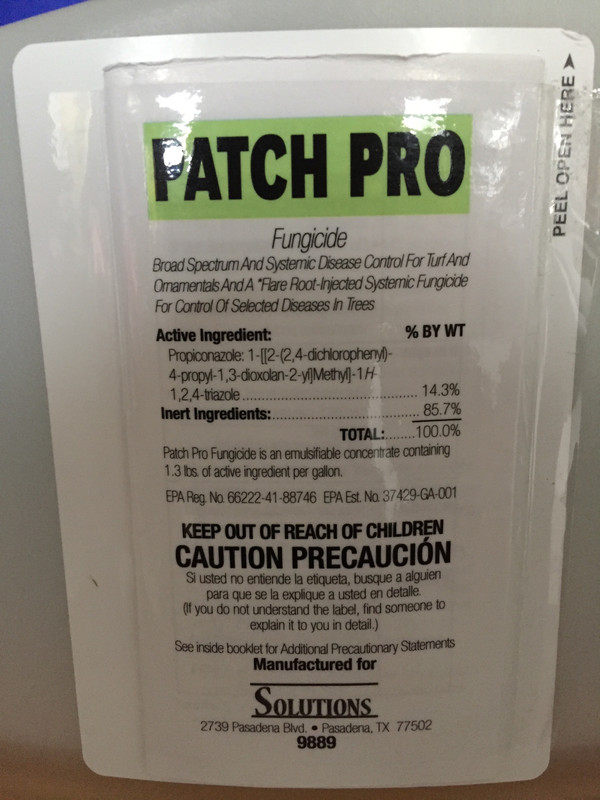 PEEL OPEN HERE
PATCH PRO
Fungicide
Broad Spectrum And Systemic Disease Control For Turf And
Ornamentals And A *Flare Root-Injected Systemic Fungicide
For Control Of Selected Diseases In Trees
Active Ingredient: % BY WT
Propiconazole: 1-[[2-(2,4-dichlorophenyl)-
4-propyl-1,3-dioxolan-2-yl]Methyl]-1H-
1,2,4-triazole ........................................ 14.3%
Inert Ingredients:.................................. 85.7%
TOTAL:........100.0%
Patch Pro Fungicide is an emulsifiable concentrate containing
1.3 lbs. of active ingredient per gallon.
EPA Reg. No. 66222-41-88746 EPA Est. No. 37429-GA-001
KEEP OUT OF REACH OF CHILDREN
CAUTION PRECAUCIÓN
Si usted no entiende la etiqueta, busque a alguien
para que se la explique a usted en detalle.
(If you do not understand the label, find someone to
explain it to you in detail.)
See inside booklet for Additional Precautionary Statements
Manufactured for
SOLUTIONS
2739 Pasadena Blvd. • Pasadena, TX 77502
9889